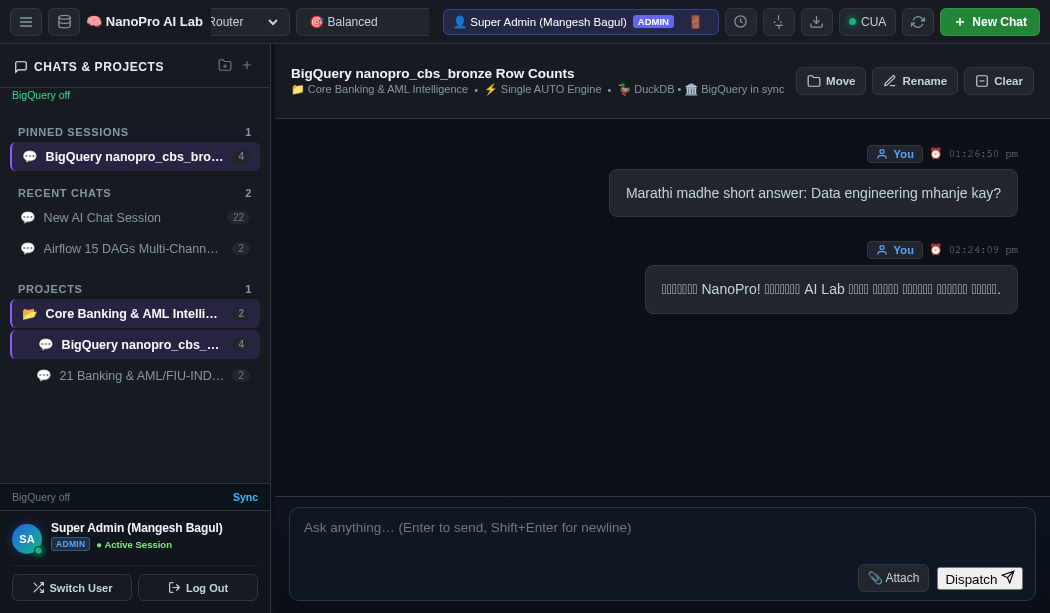 🧠 NanoPro AI Lab
Router
🎯 Balanced
👤 Super Admin (Mangesh Bagul) ADMIN 🚪
CUA
+ New Chat
CHATS & PROJECTS
BigQuery off
PINNED SESSIONS 1
💬 BigQuery nanopro_cbs_bro… 4
RECENT CHATS 2
💬 New AI Chat Session 22
💬 Airflow 15 DAGs Multi-Chann… 2
PROJECTS 1
📂 Core Banking & AML Intelli… 2
💬 BigQuery nanopro_cbs_… 4
💬 21 Banking & AML/FIU-IND… 2
BigQuery off Sync
SA
Super Admin (Mangesh Bagul)
ADMIN ● Active Session
Switch User
Log Out
BigQuery nanopro_cbs_bronze Row Counts
📁 Core Banking & AML Intelligence • ⚡ Single AUTO Engine • 🦆 DuckDB • 🏛️ BigQuery in sync
Move
Rename
Clear
You ⏰ 01:26:50 pm
Marathi madhe short answer: Data engineering mhanje kay?
You ⏰ 02:24:09 pm
NanoPro! AI Lab
Ask anything… (Enter to send, Shift+Enter for newline)
📎 Attach
Dispatch